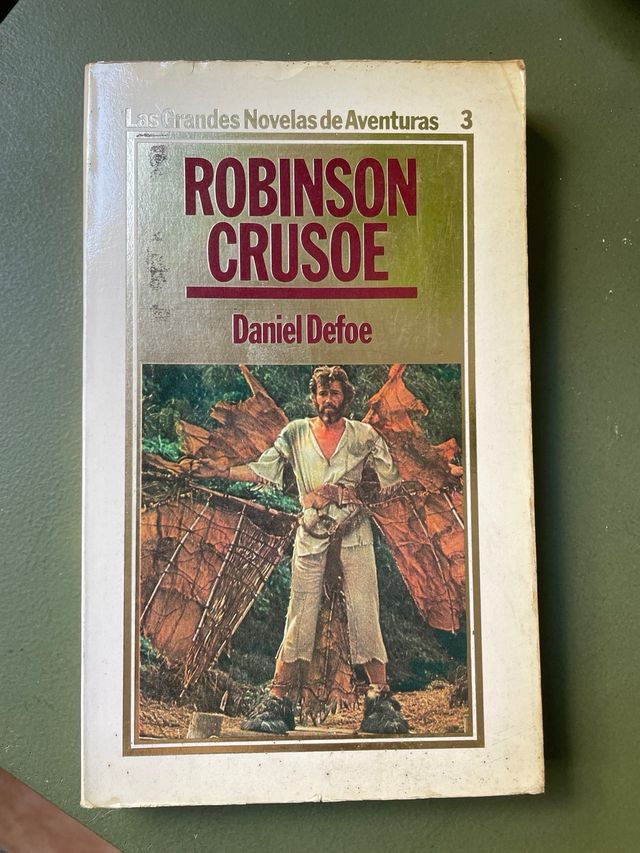 Las Grandes Novelas de Aventuras 3
ROBINSON
CRUSOE
Daniel Defoe